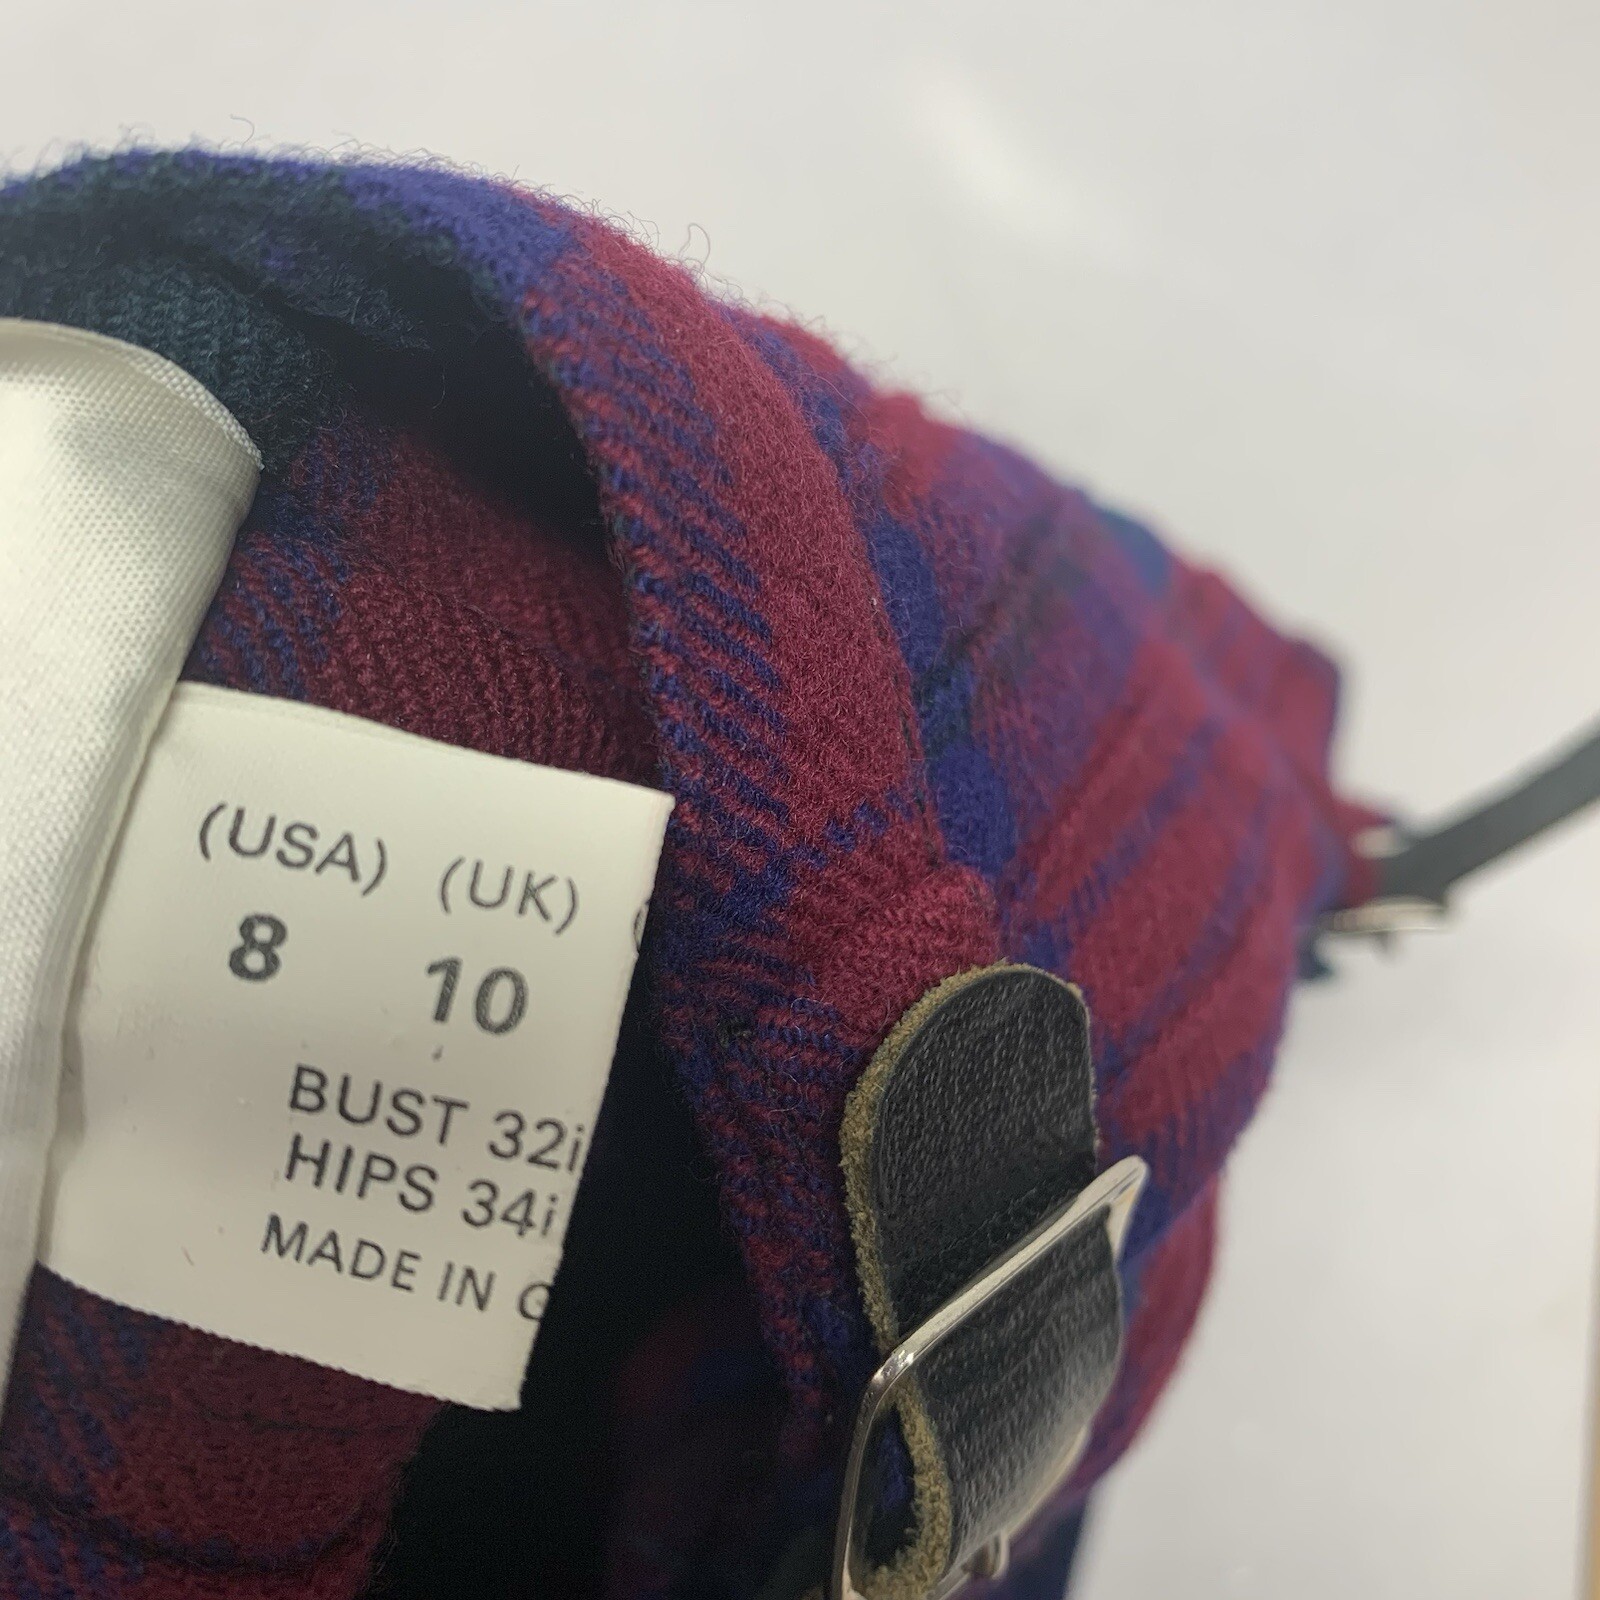 (USA) (UK)
8 10
BUST 32i
HIPS 34i
MADE IN G